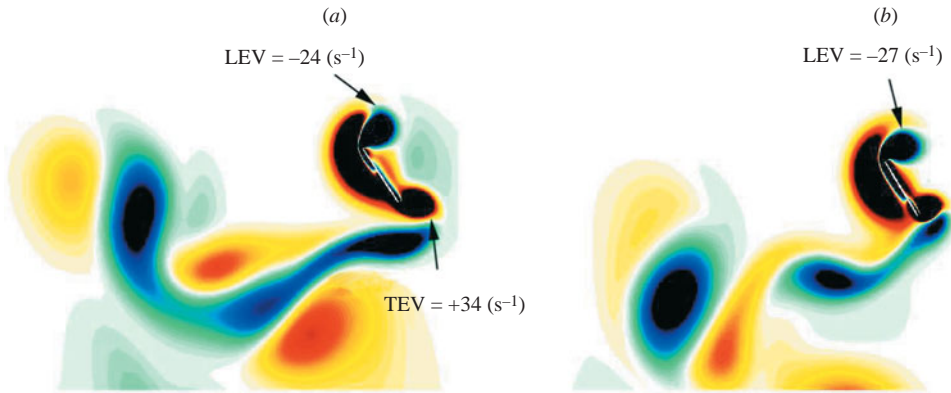 (a)
(b)
LEV = –24 (s⁻¹)
LEV = –27 (s⁻¹)
TEV = +34 (s⁻¹)